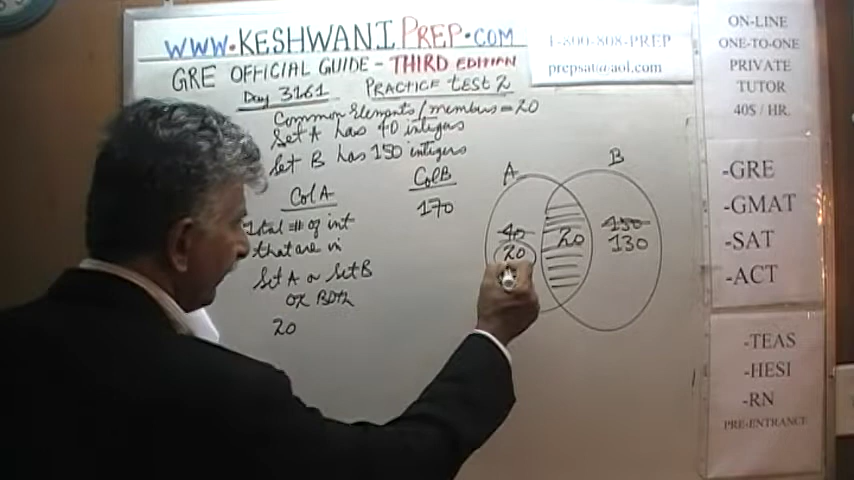 WWW.KESHWANIPREP.COM
1-800-808-PREP
prepsat@aol.com
GRE OFFICIAL GUIDE - THIRD EDITION
Day 3161 PRACTICE test 2
Common Elements/members = 20
Set A has 40 integers
Set B has 150 integers
Col A
Total # of int
that are in
Set A or Set B
or Both
20
Col B
170
A
B
40
20
20
150
130
ON-LINE
ONE-TO-ONE
PRIVATE
TUTOR
40$ / HR.
-GRE
-GMAT
-SAT
-ACT
-TEAS
-HESI
-RN
PRE-ENTRANCE